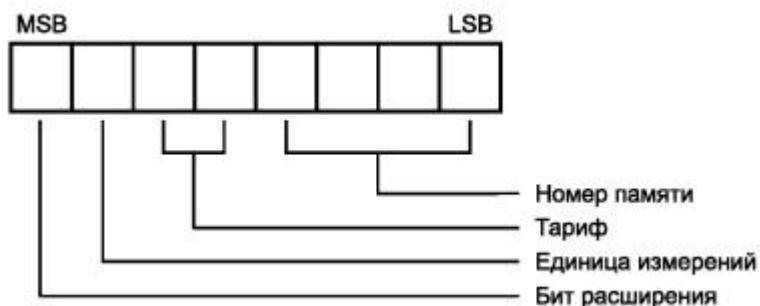 MSB LSB
Номер памяти
Тариф
Единица измерений
Бит расширения